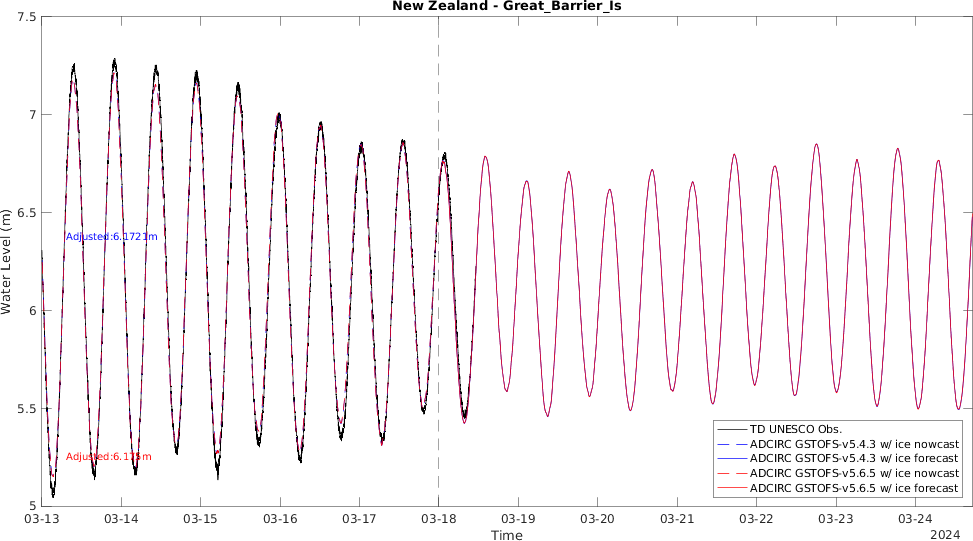 New Zealand - Great_Barrier_Is
7.5
7
6.5
6
5.5
5
Water Level (m)
Adjusted:6.1721m
Adjusted:6.175m
TD UNESCO Obs.
ADCIRC GSTOFS-v5.4.3 w/ ice nowcast
ADCIRC GSTOFS-v5.4.3 w/ ice forecast
ADCIRC GSTOFS-v5.6.5 w/ ice nowcast
ADCIRC GSTOFS-v5.6.5 w/ ice forecast
03-13 03-14 03-15 03-16 03-17 03-18 03-19 03-20 03-21 03-22 03-23 03-24
Time
2024